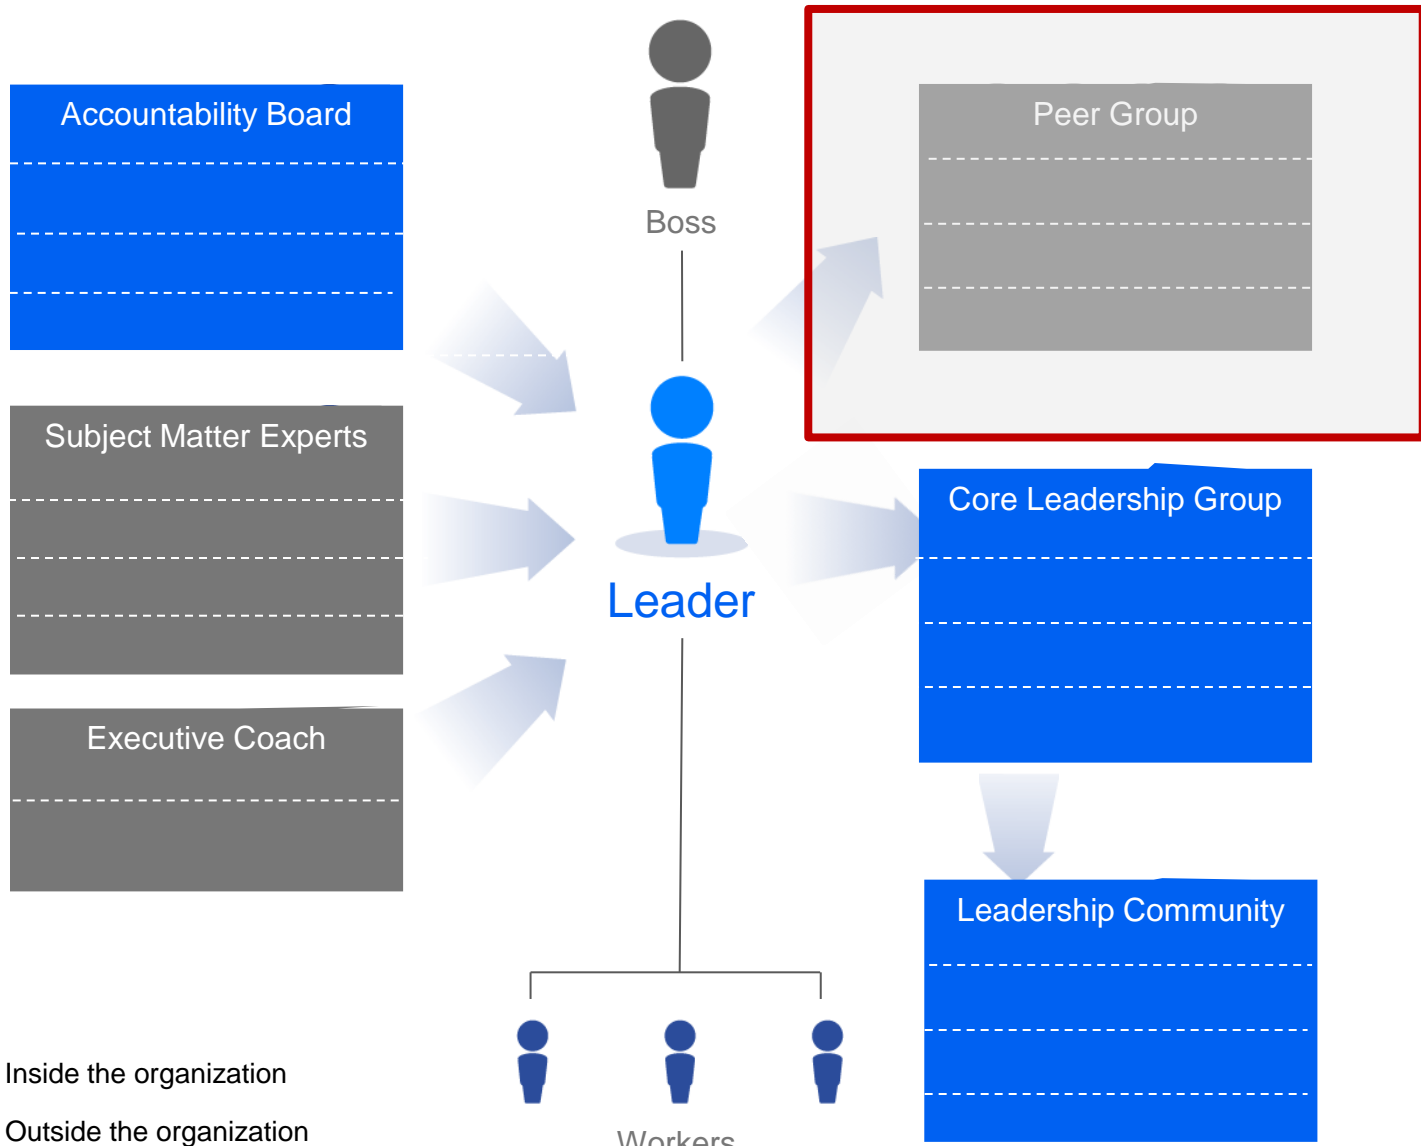 Accountability Board
Boss
Peer Group
Subject Matter Experts
Leader
Core Leadership Group
Executive Coach
Leadership Community
Inside the organization
Outside the organization
Workers